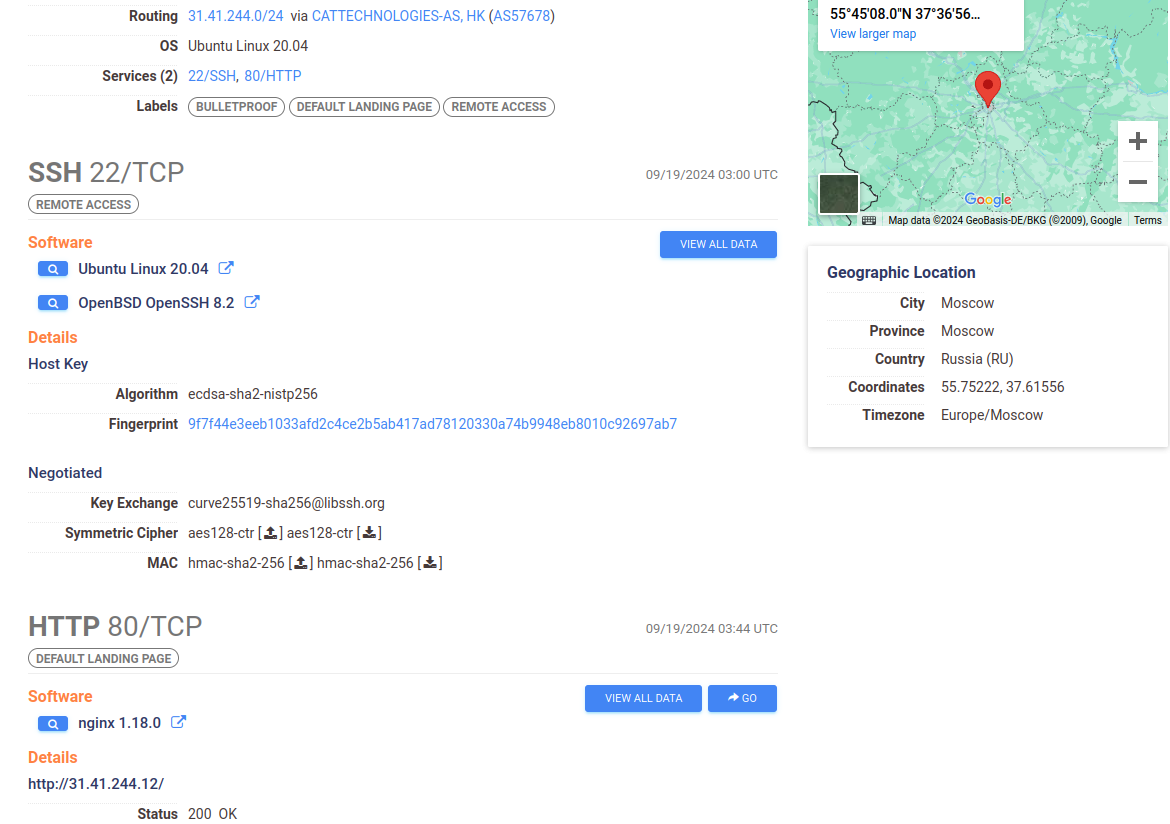 Routing 31.41.244.0/24 via CATTECHNOLOGIES-AS, HK (AS57678)
OS Ubuntu Linux 20.04
Services (2) 22/SSH, 80/HTTP
Labels BULLETPROOF DEFAULT LANDING PAGE REMOTE ACCESS
SSH 22/TCP
09/19/2024 03:00 UTC
REMOTE ACCESS
Software
VIEW ALL DATA
Ubuntu Linux 20.04
OpenBSD OpenSSH 8.2
Details
Host Key
Algorithm ecdsa-sha2-nistp256
Fingerprint 9f7f44e3eeb1033afd2c4ce2b5ab417ad78120330a74b9948eb8010c92697ab7
Negotiated
Key Exchange curve25519-sha256@libssh.org
Symmetric Cipher aes128-ctr [ ] aes128-ctr [ ]
MAC hmac-sha2-256 [ ] hmac-sha2-256 [ ]
HTTP 80/TCP
09/19/2024 03:44 UTC
DEFAULT LANDING PAGE
Software
VIEW ALL DATA
GO
nginx 1.18.0
Details
http://31.41.244.12/
Status 200 OK
55°45'08.0"N 37°36'56...
View larger map
+
−
Google
Map data ©2024 GeoBasis-DE/BKG (©2009), Google Terms
Geographic Location
City Moscow
Province Moscow
Country Russia (RU)
Coordinates 55.75222, 37.61556
Timezone Europe/Moscow